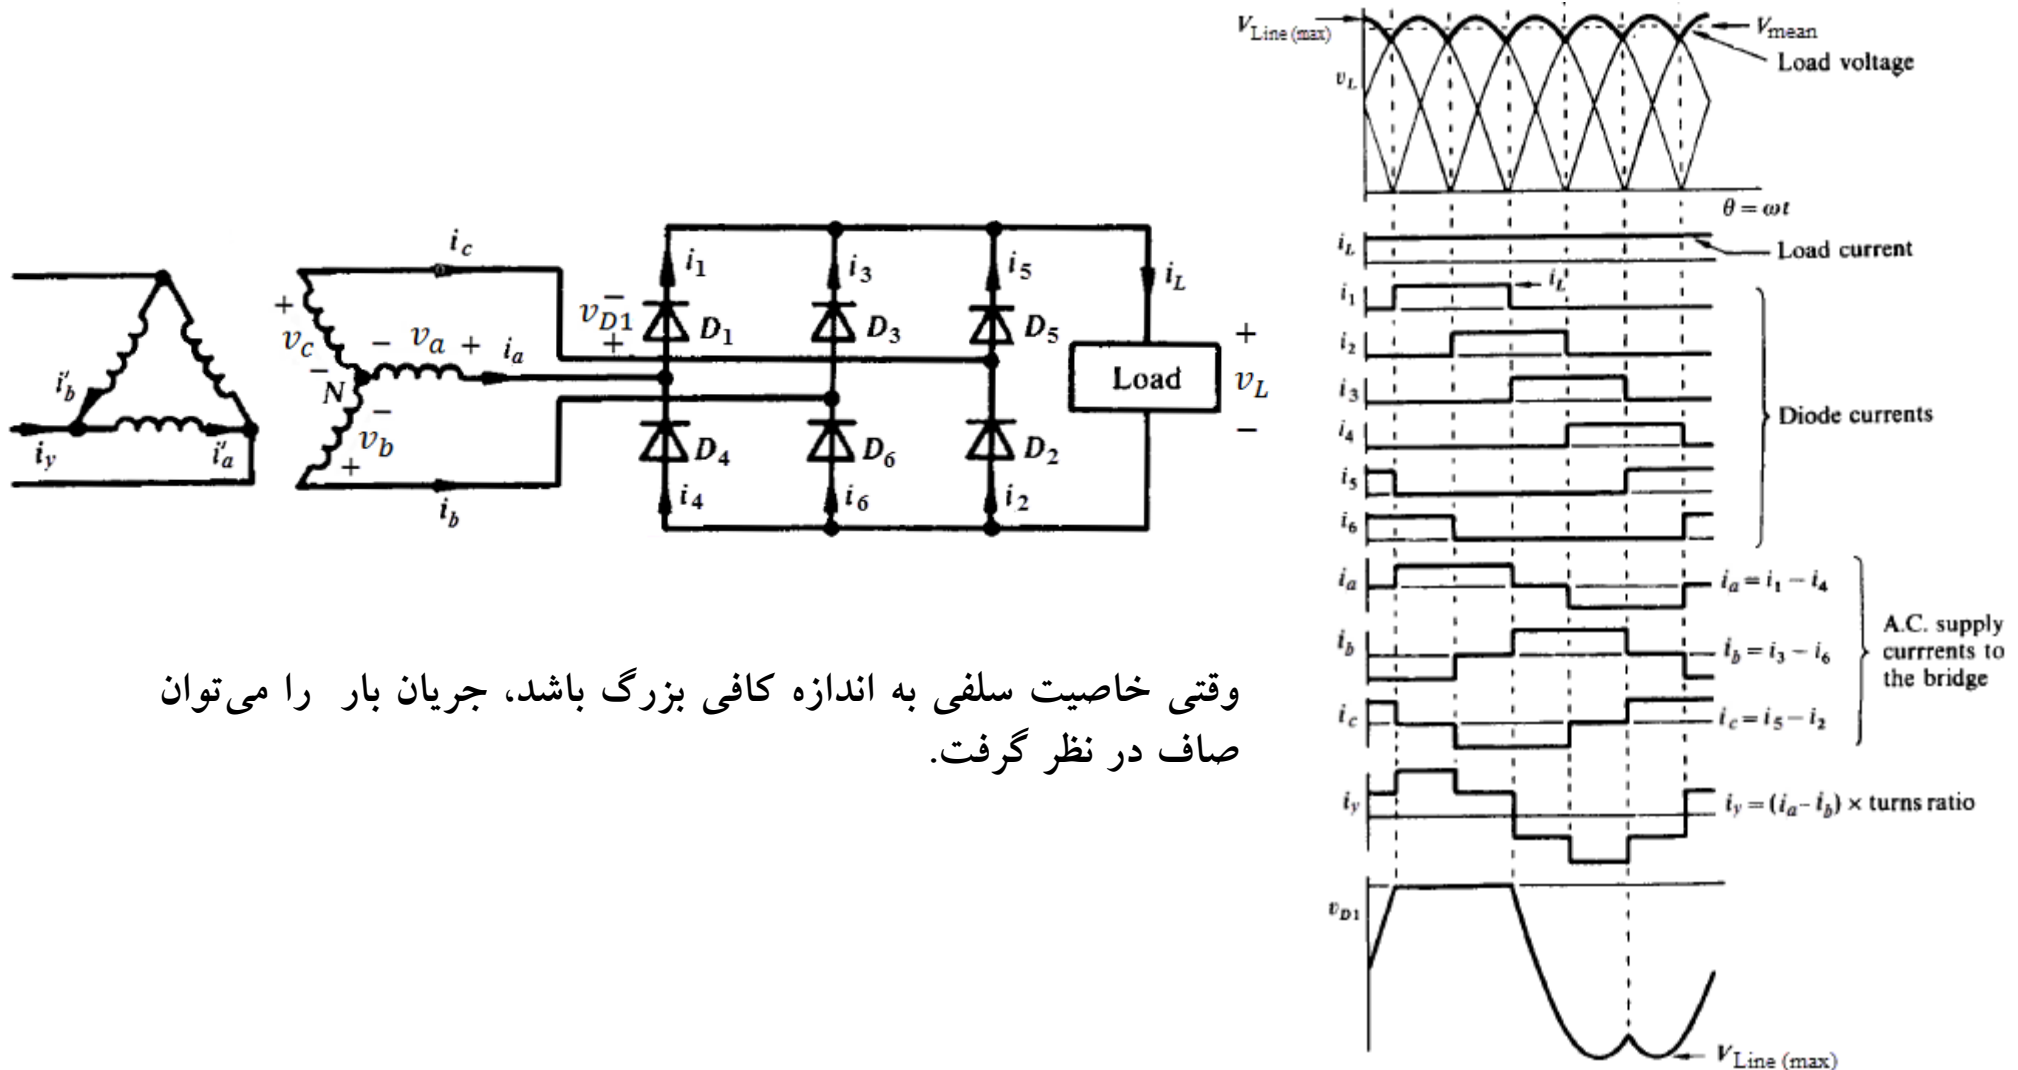 V Line (max)
V mean
Load voltage
v_L
θ = ωt
i_L
Load current
i_c
i_1
i_3
i_5
i_L
+
v_c
−
− v_a +
i_a
N
−
v_b
+
i_b
i'_b
i'_a
i_y
−
v_D1
+
D_1
D_3
D_5
D_4
D_6
D_2
i_4
i_6
i_2
Load
+
v_L
−
i_1
i_L
i_2
i_3
i_4
i_5
i_6
Diode currents
i_a
i_a = i_1 − i_4
i_b
i_b = i_3 − i_6
i_c
i_c = i_5 − i_2
A.C. supply
currrents to
the bridge
i_y
i_y = (i_a − i_b) × turns ratio
v_D1
V Line (max)
وقتی خاصیت سلفی به اندازه کافی بزرگ باشد، جریان بار را می‌توان
صاف در نظر گرفت.